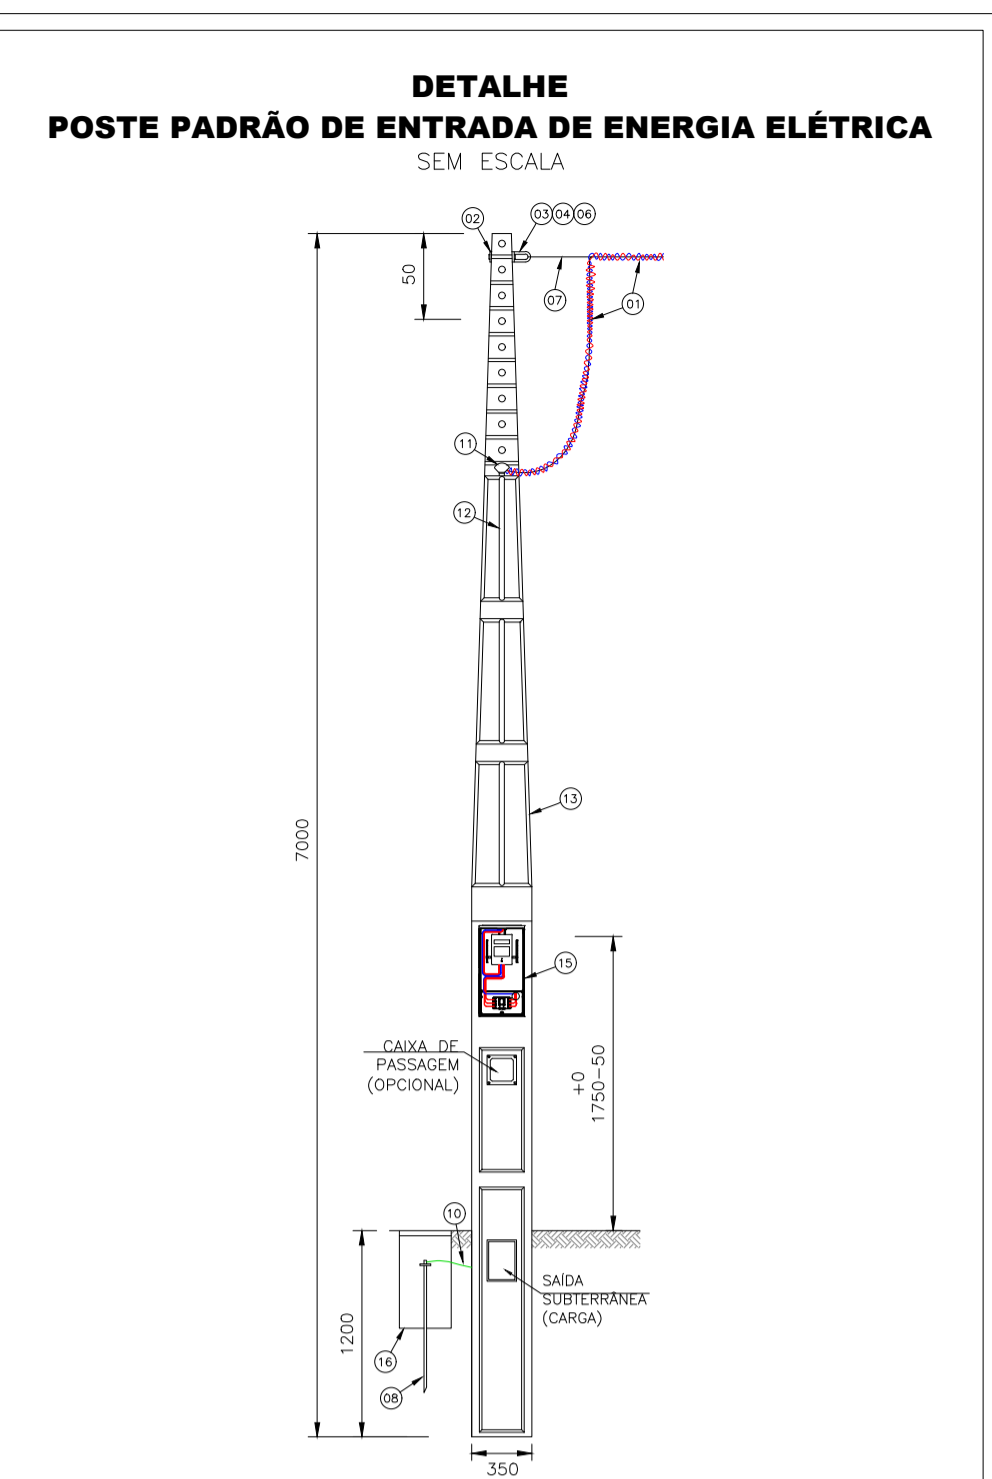 DETALHE
POSTE PADRÃO DE ENTRADA DE ENERGIA ELÉTRICA
SEM ESCALA
02
03 04 06
50
07
01
11
12
13
7000
15
CAIXA DE
PASSAGEM
(OPCIONAL)
+0
1750-50
10
SAÍDA
SUBTERRÂNEA
(CARGA)
1200
16
08
350